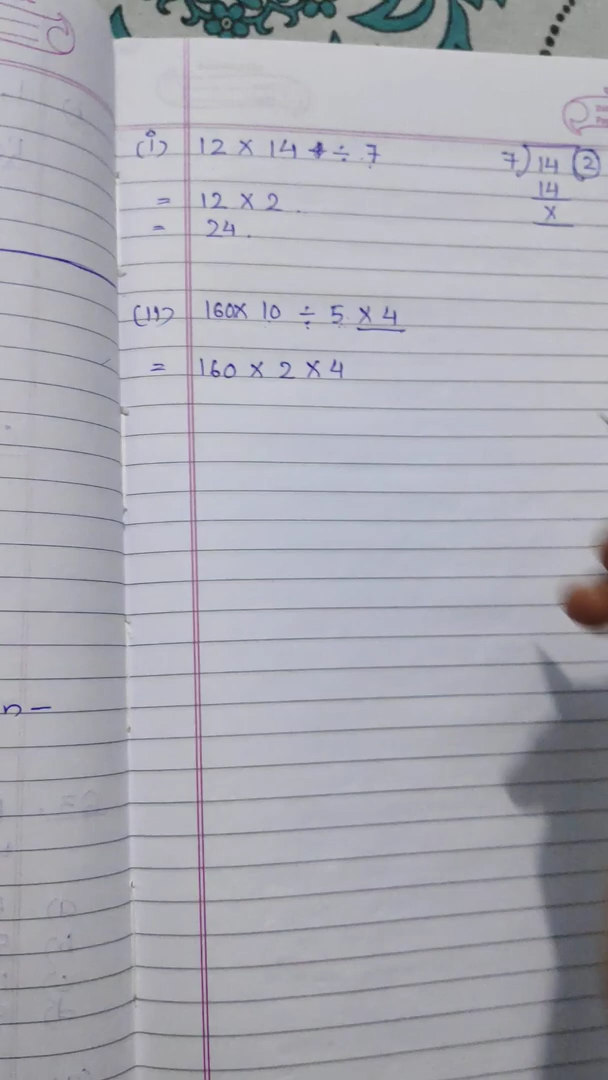 (i) 12 × 14 ÷ 7
7) 14 (2
14
×
= 12 × 2
= 24.
(ii) 160 × 10 ÷ 5 × 4
= 160 × 2 × 4
n —